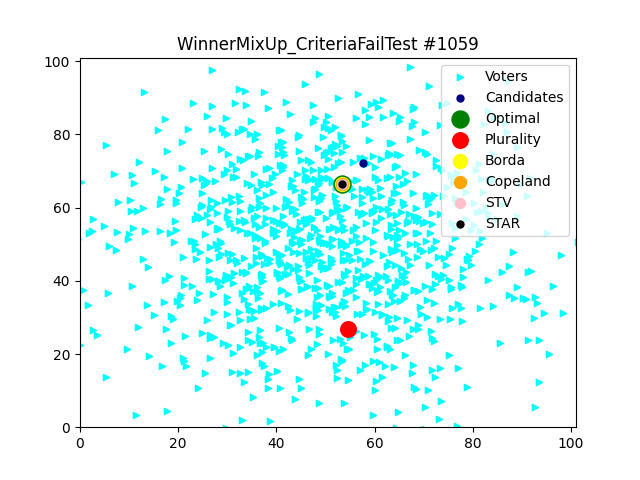 WinnerMixUp_CriteriaFailTest #1059
100
80
60
40
20
0
0 20 40 60 80 100
Voters
Candidates
Optimal
Plurality
Borda
Copeland
STV
STAR